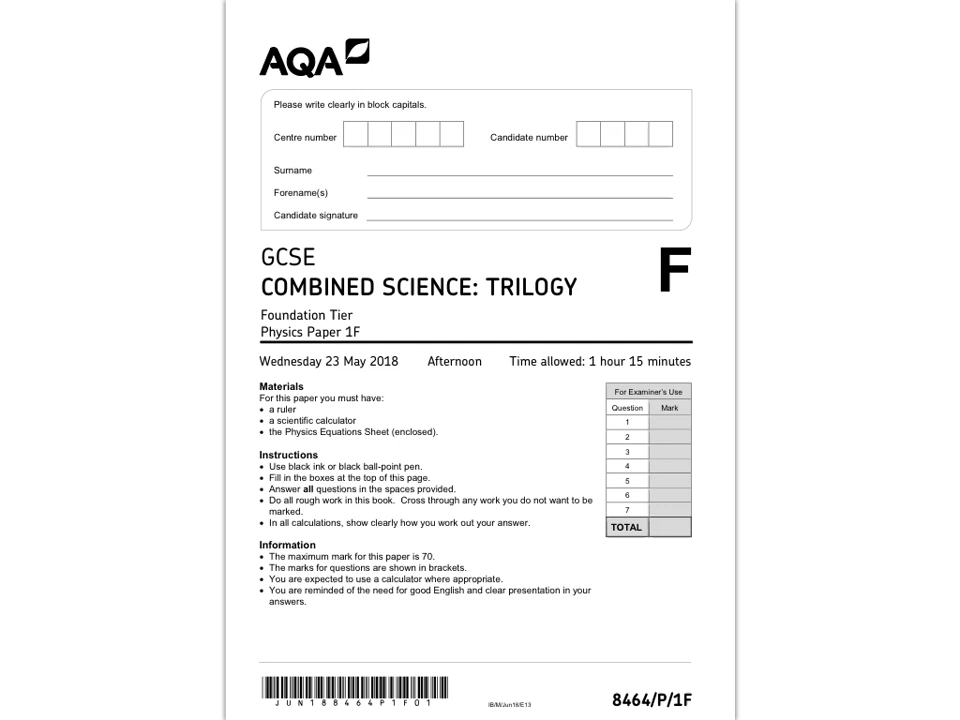 AQA
Please write clearly in block capitals.
Centre number
Candidate number
Surname
Forename(s)
Candidate signature
GCSE
COMBINED SCIENCE: TRILOGY
F
Foundation Tier
Physics Paper 1F
Wednesday 23 May 2018 Afternoon Time allowed: 1 hour 15 minutes
Materials
For this paper you must have:
• a ruler
• a scientific calculator
• the Physics Equations Sheet (enclosed).
Instructions
• Use black ink or black ball-point pen.
• Fill in the boxes at the top of this page.
• Answer all questions in the spaces provided.
• Do all rough work in this book. Cross through any work you do not want to be
marked.
• In all calculations, show clearly how you work out your answer.
Information
• The maximum mark for this paper is 70.
• The marks for questions are shown in brackets.
• You are expected to use a calculator where appropriate.
• You are reminded of the need for good English and clear presentation in your
answers.
For Examiner's Use
Question Mark
1
2
3
4
5
6
7
TOTAL
JUN188464P1F01
IB/M/Jun18/E13
8464/P/1F